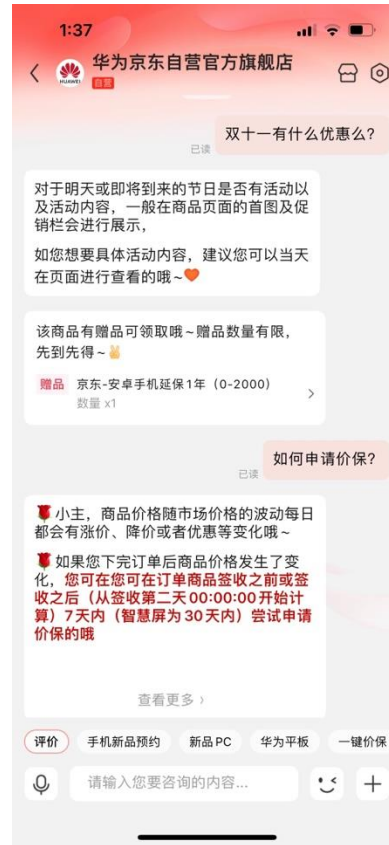 1:37
华为京东自营官方旗舰店
HUAWEI
自营
双十一有什么优惠么?
已读
对于明天或即将到来的节日是否有活动以
及活动内容，一般在商品页面的首图及促
销栏会进行展示，
如您想要具体活动内容，建议您可以当天
在页面进行查看的哦~🧡
该商品有赠品可领取哦~赠品数量有限，
先到先得~✌
赠品 京东-安卓手机延保1年（0-2000）
数量 x1
如何申请价保?
已读
🌹小主，商品价格随市场价格的波动每日
都会有涨价、降价或者优惠等变化哦~
🌹如果您下完订单后商品价格发生了变
化，您可在您可在订单商品签收之前或签
收之后（从签收第二天00:00:00开始计
算）7天内（智慧屏为30天内）尝试申请
价保的哦
查看更多
评价 手机新品预约 新品PC 华为平板 一键价保
请输入您要咨询的内容...